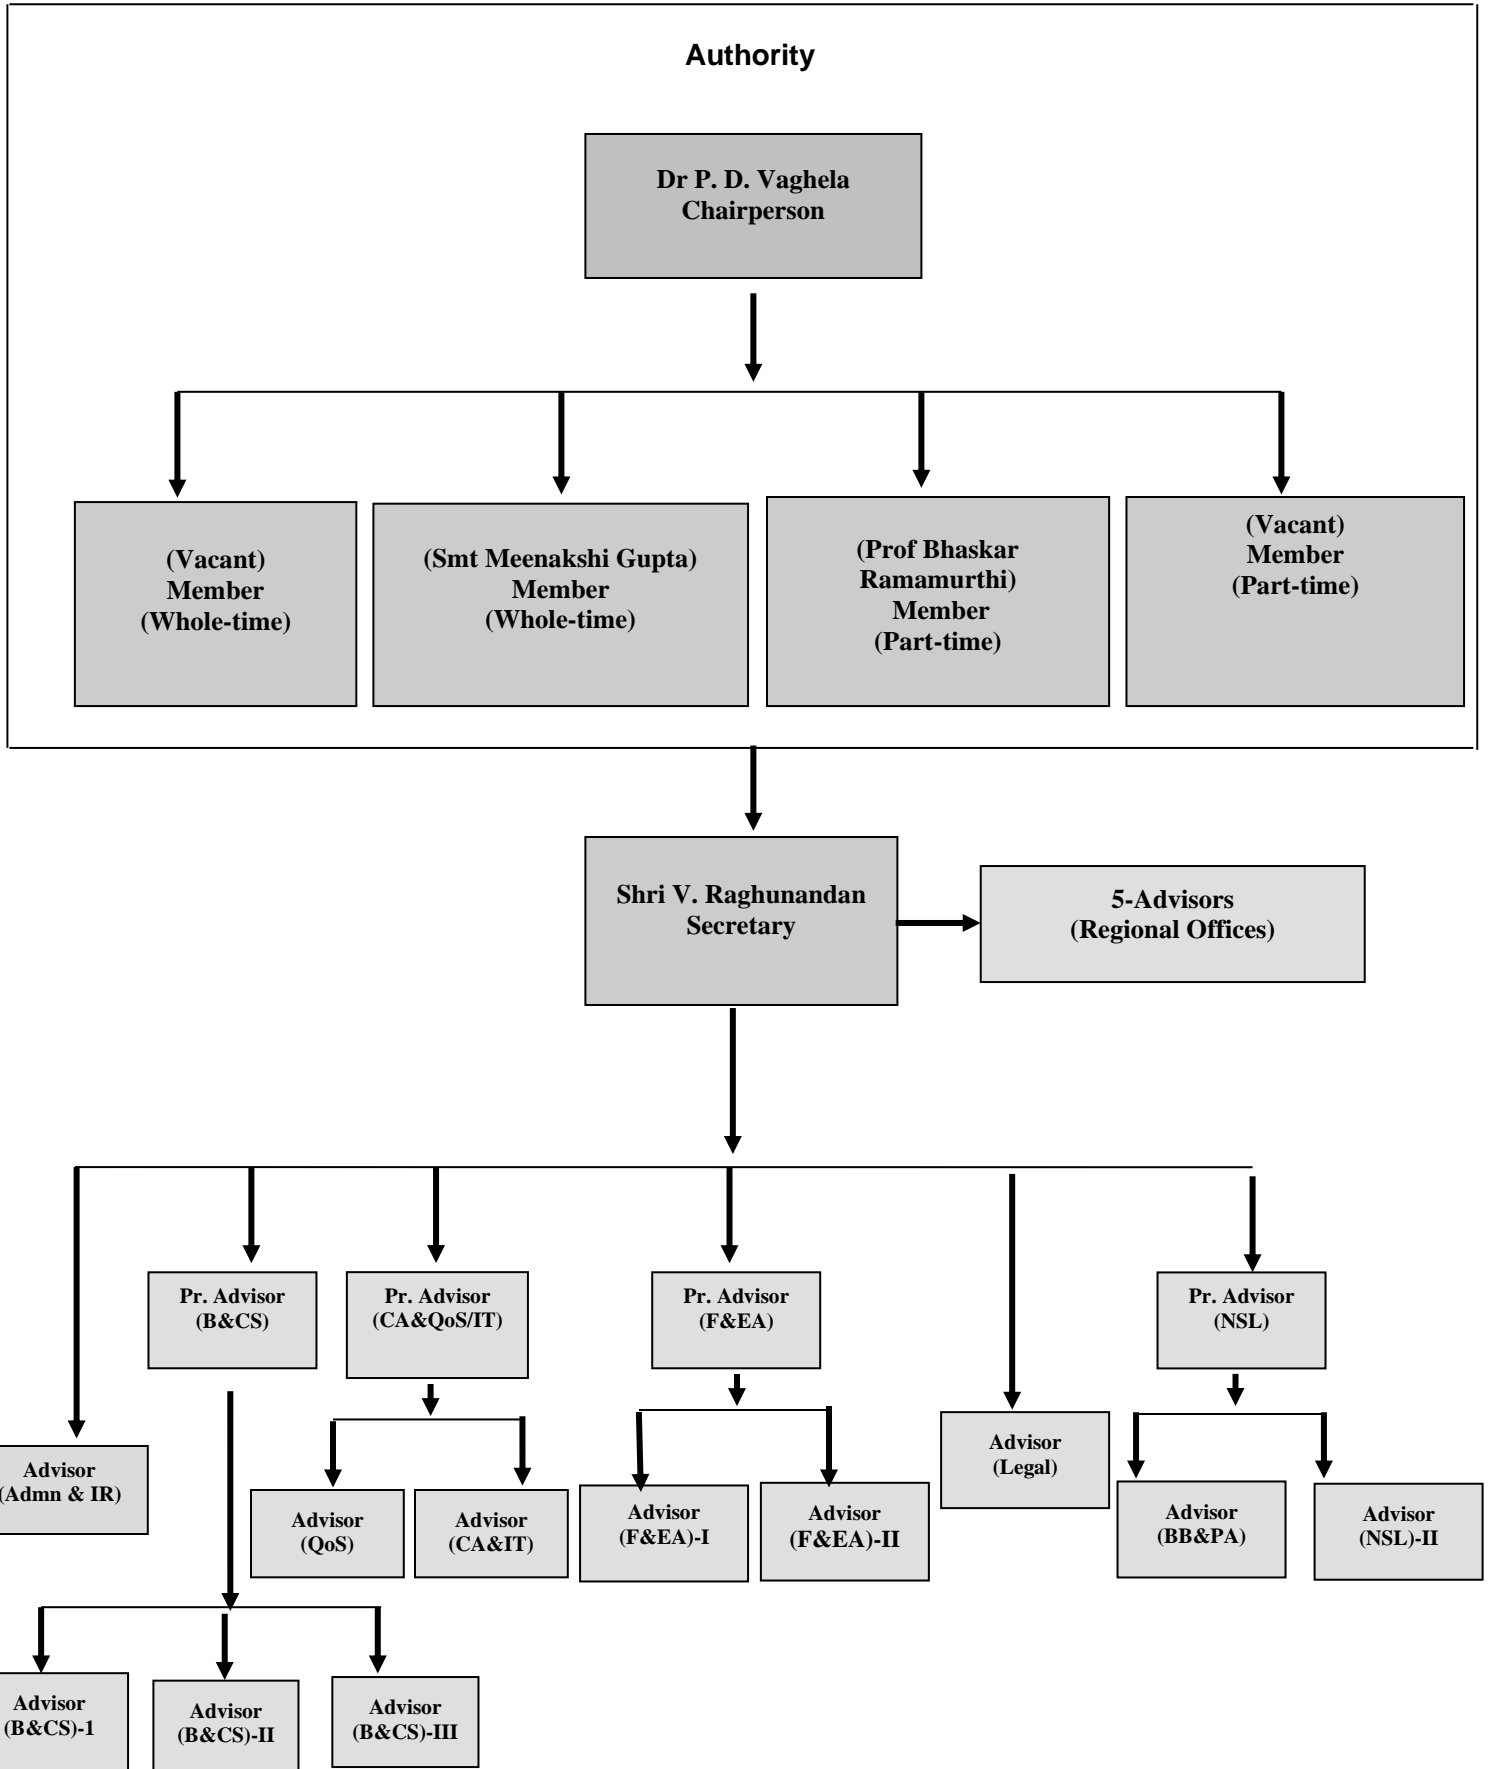 Authority
Dr P. D. Vaghela
Chairperson
(Vacant)
Member
(Whole-time)
(Smt Meenakshi Gupta)
Member
(Whole-time)
(Prof Bhaskar
Ramamurthi)
Member
(Part-time)
(Vacant)
Member
(Part-time)
Shri V. Raghunandan
Secretary
5-Advisors
(Regional Offices)
Pr. Advisor
(B&CS)
Pr. Advisor
(CA&QoS/IT)
Pr. Advisor
(F&EA)
Pr. Advisor
(NSL)
Advisor
(Admn & IR)
Advisor
(QoS)
Advisor
(CA&IT)
Advisor
(F&EA)-I
Advisor
(F&EA)-II
Advisor
(Legal)
Advisor
(BB&PA)
Advisor
(NSL)-II
Advisor
(B&CS)-1
Advisor
(B&CS)-II
Advisor
(B&CS)-III